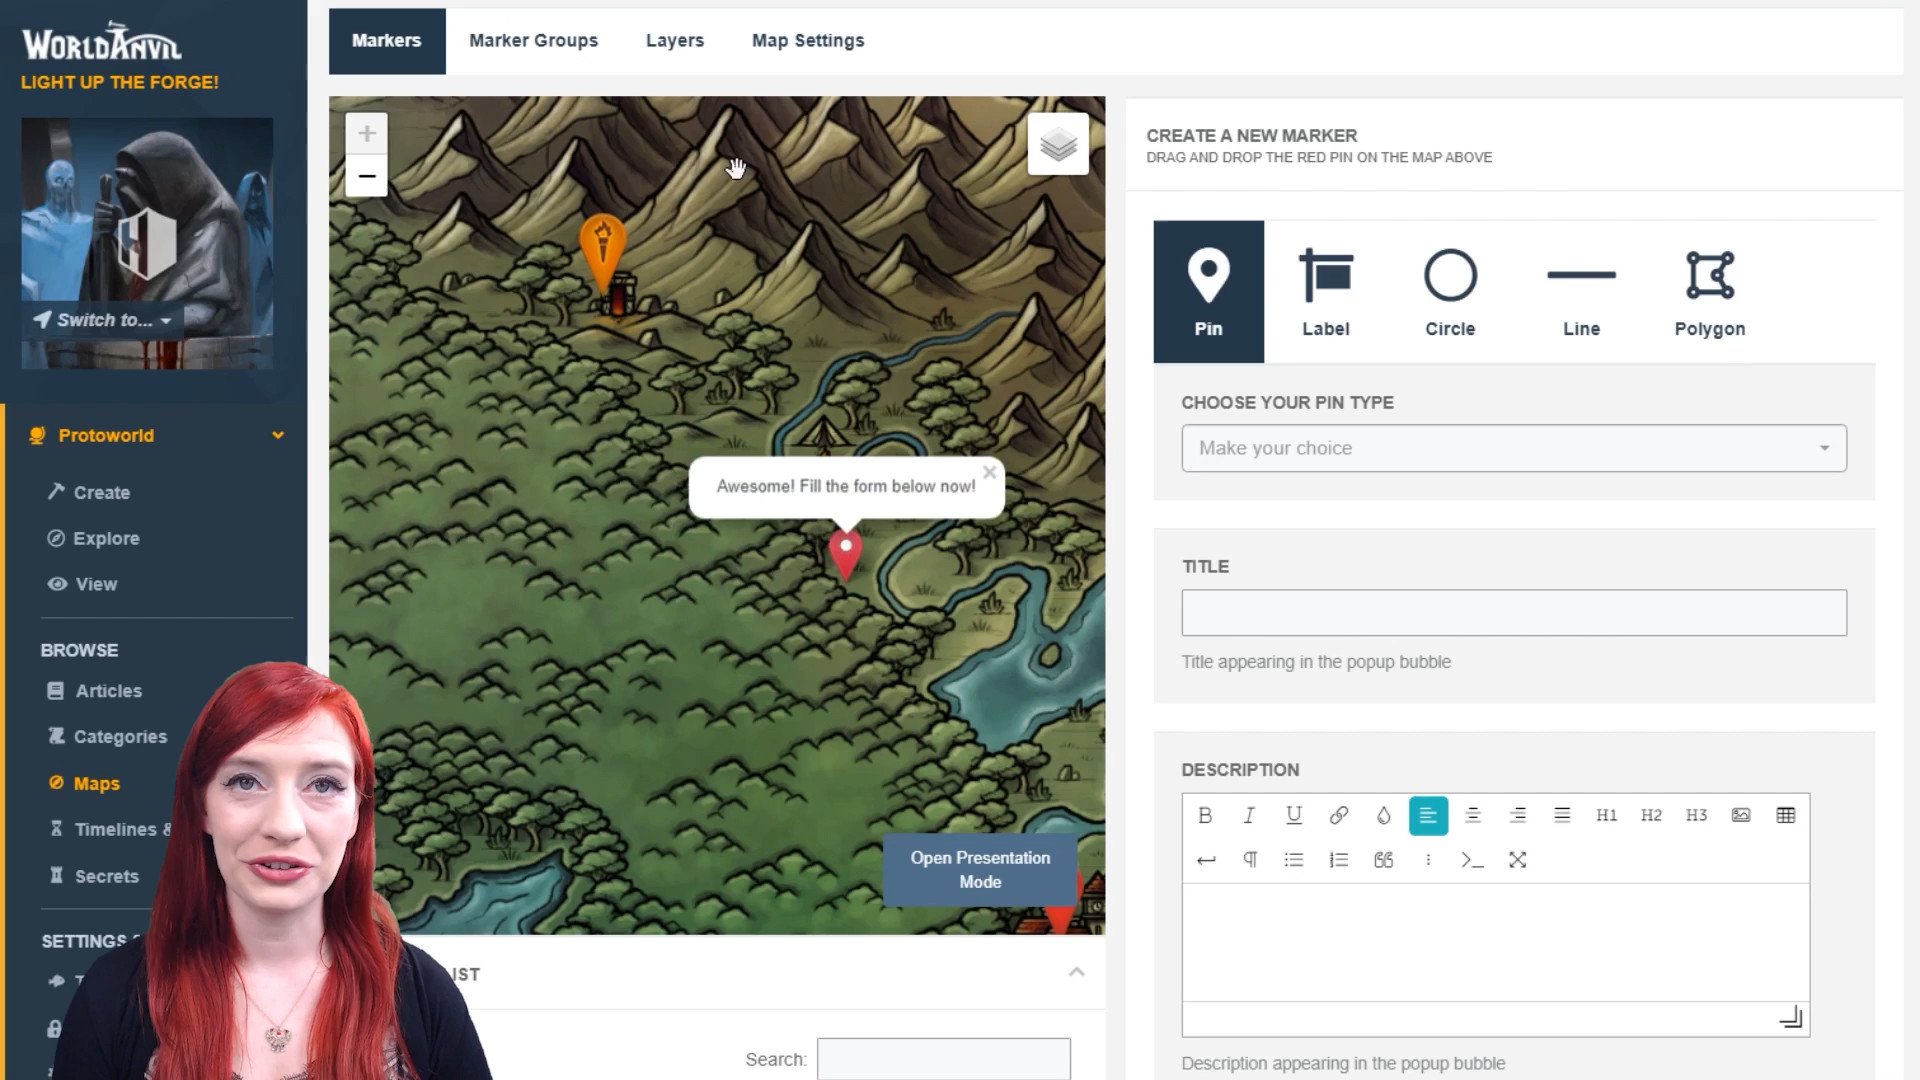 WORLDANVIL
LIGHT UP THE FORGE!
Switch to...
Protoworld
Create
Explore
View
BROWSE
Articles
Categories
Maps
Timelines &
Secrets
SETTINGS
Markers
Marker Groups
Layers
Map Settings
+
−
Awesome! Fill the form below now!
×
Open Presentation
Mode
IST
Search:
CREATE A NEW MARKER
DRAG AND DROP THE RED PIN ON THE MAP ABOVE
Pin
Label
Circle
Line
Polygon
CHOOSE YOUR PIN TYPE
Make your choice
TITLE
Title appearing in the popup bubble
DESCRIPTION
B I U H1 H2 H3
Description appearing in the popup bubble